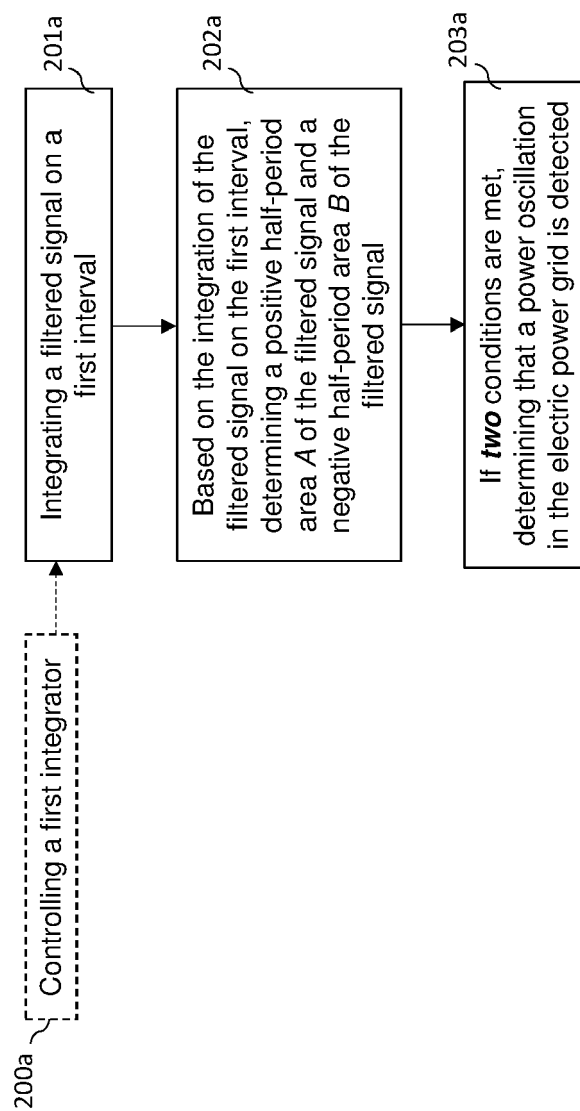 200a
Controlling a first integrator
201a
Integrating a filtered signal on a
first interval
202a
Based on the integration of the
filtered signal on the first interval,
determining a positive half-period
area A of the filtered signal and a
negative half-period area B of the
filtered signal
203a
If two conditions are met,
determining that a power oscillation
in the electric power grid is detected